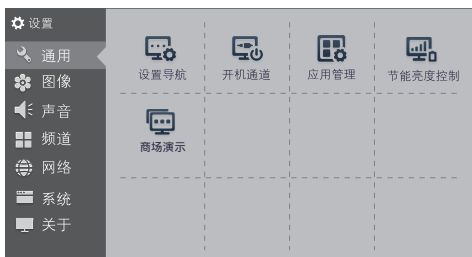 设置
通用
图像
声音
频道
网络
系统
关于
设置导航
开机通道
应用管理
节能亮度控制
商场演示